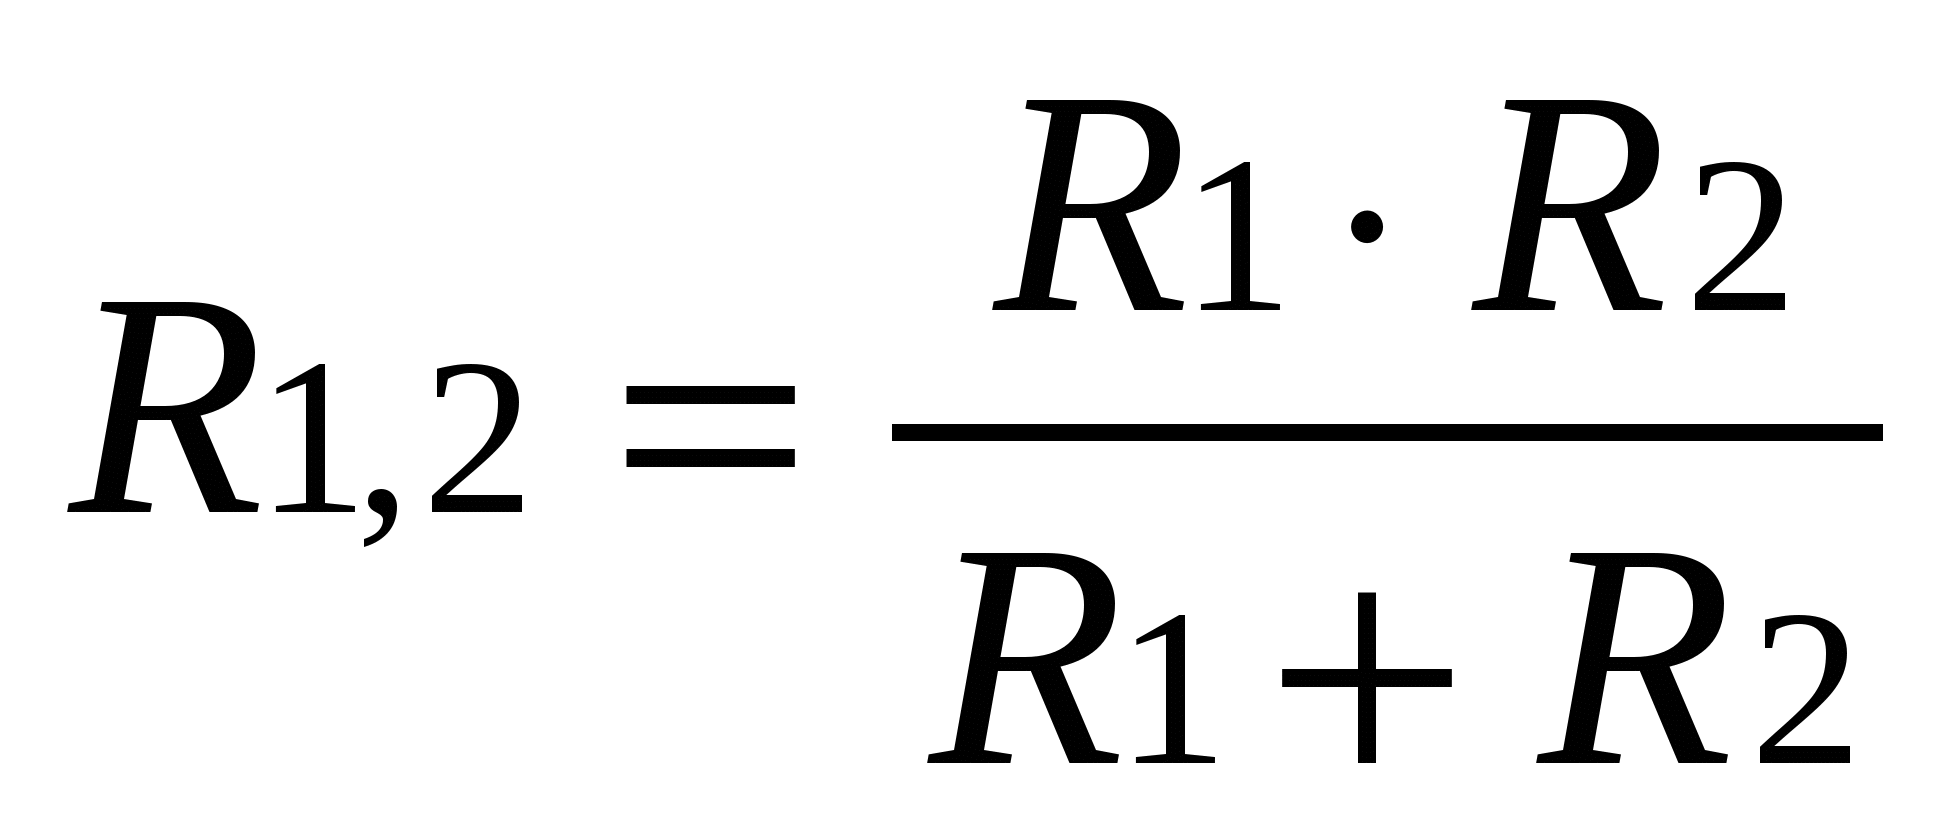 R1,2 = R1 · R2 / R1 + R2